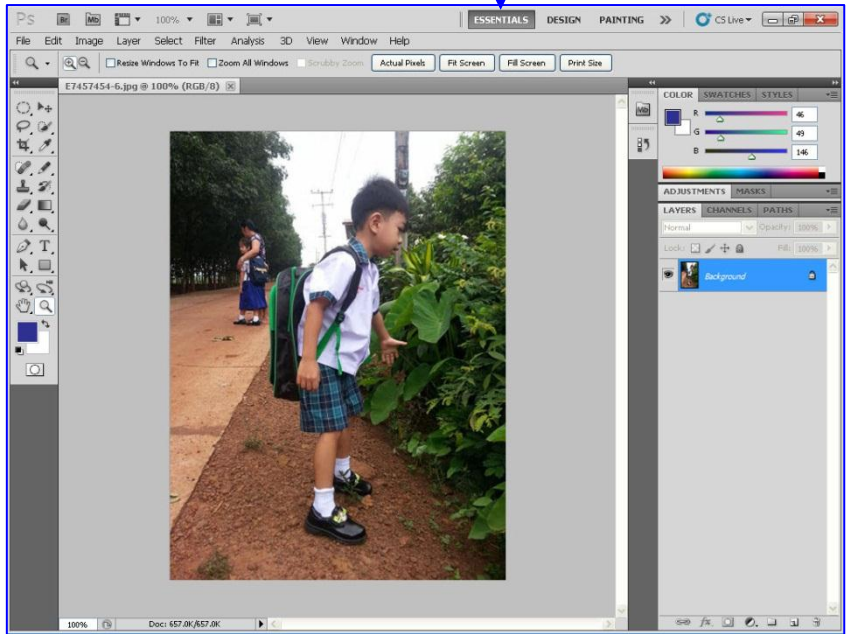 Ps Br Mb 100% ESSENTIALS DESIGN PAINTING >> CS Live
File Edit Image Layer Select Filter Analysis 3D View Window Help
Resize Windows To Fit Zoom All Windows Scrubby Zoom Actual Pixels Fit Screen Fill Screen Print Size
E7457454-6.jpg @ 100% (RGB/8)
COLOR SWATCHES STYLES
Mb
R 46
G 49
B 146
ADJUSTMENTS MASKS
LAYERS CHANNELS PATHS
Normal Opacity: 100%
Lock: Fill: 100%
Background
T
fx
100% Doc: 657.0K/657.0K